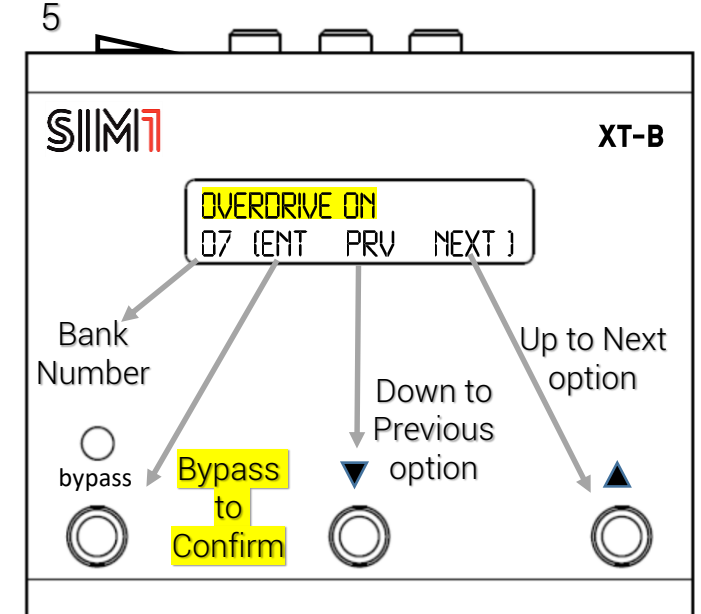 5
SIM1
XT-B
OVERDRIVE ON
07 (ENT PRV NEXT )
Bank
Number
Up to Next
option
Down to
Previous
option
bypass
Bypass
to
Confirm